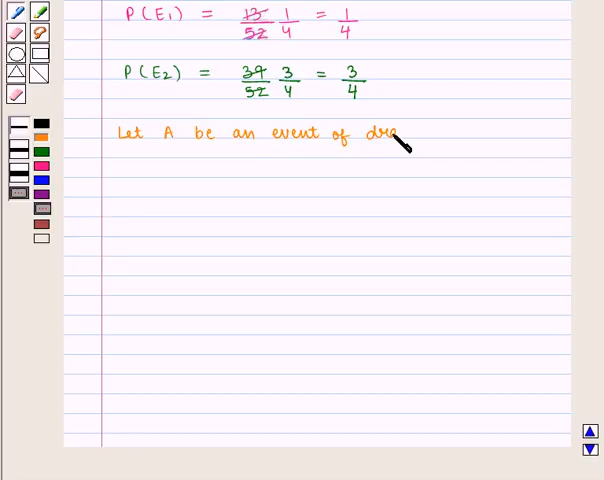 P(E1) = 13/52 1/4 = 1/4
P(E2) = 39/52 3/4 = 3/4
Let A be an event of dra